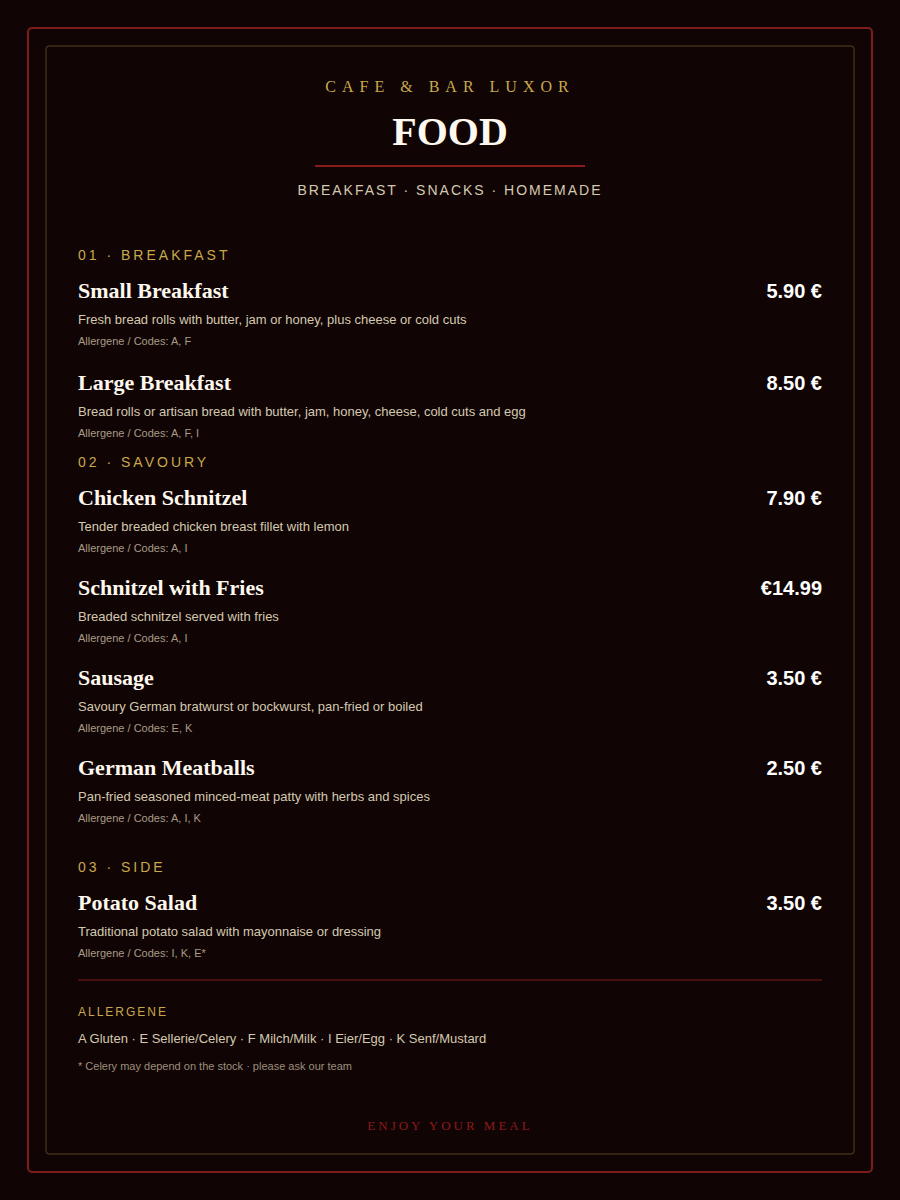 CAFE & BAR LUXOR
FOOD
BREAKFAST · SNACKS · HOMEMADE
01 · BREAKFAST
Small Breakfast 5.90 €
Fresh bread rolls with butter, jam or honey, plus cheese or cold cuts
Allergene / Codes: A, F
Large Breakfast 8.50 €
Bread rolls or artisan bread with butter, jam, honey, cheese, cold cuts and egg
Allergene / Codes: A, F, I
02 · SAVOURY
Chicken Schnitzel 7.90 €
Tender breaded chicken breast fillet with lemon
Allergene / Codes: A, I
Schnitzel with Fries €14.99
Breaded schnitzel served with fries
Allergene / Codes: A, I
Sausage 3.50 €
Savoury German bratwurst or bockwurst, pan-fried or boiled
Allergene / Codes: E, K
German Meatballs 2.50 €
Pan-fried seasoned minced-meat patty with herbs and spices
Allergene / Codes: A, I, K
03 · SIDE
Potato Salad 3.50 €
Traditional potato salad with mayonnaise or dressing
Allergene / Codes: I, K, E*
ALLERGENE
A Gluten · E Sellerie/Celery · F Milch/Milk · I Eier/Egg · K Senf/Mustard
* Celery may depend on the stock · please ask our team
ENJOY YOUR MEAL